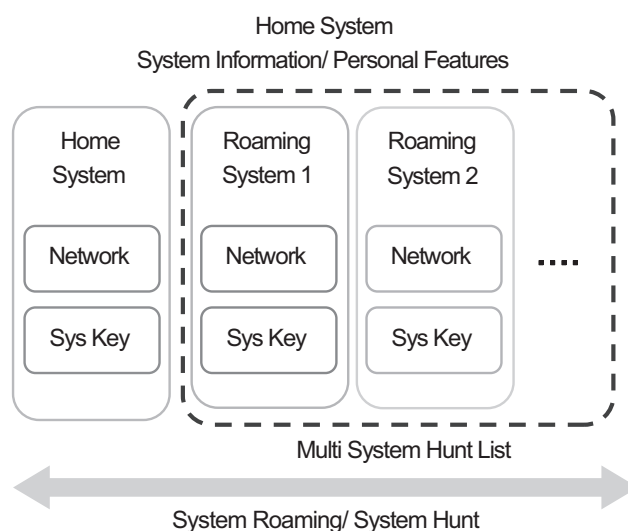 Home System
System Information/ Personal Features
Home
System
Network
Sys Key
Roaming
System 1
Network
Sys Key
Roaming
System 2
Network
Sys Key
....
Multi System Hunt List
System Roaming/ System Hunt